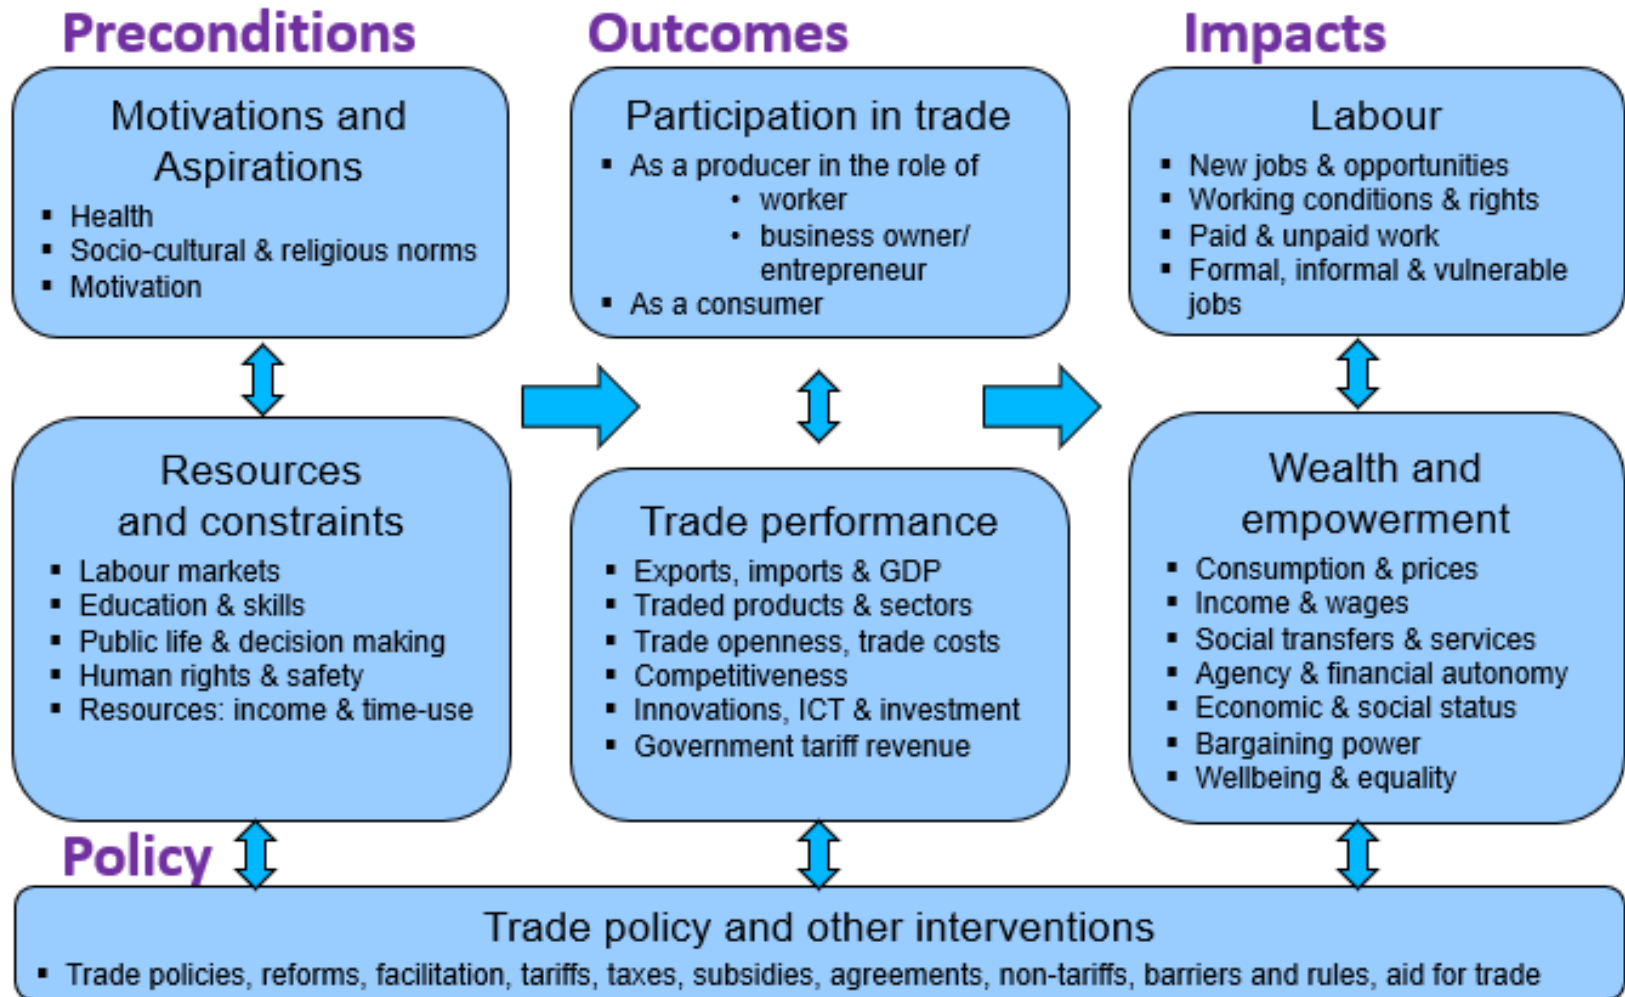 Preconditions
Motivations and
Aspirations
▪ Health
▪ Socio-cultural & religious norms
▪ Motivation
Resources
and constraints
▪ Labour markets
▪ Education & skills
▪ Public life & decision making
▪ Human rights & safety
▪ Resources: income & time-use
Outcomes
Participation in trade
▪ As a producer in the role of
• worker
• business owner/
entrepreneur
▪ As a consumer
Trade performance
▪ Exports, imports & GDP
▪ Traded products & sectors
▪ Trade openness, trade costs
▪ Competitiveness
▪ Innovations, ICT & investment
▪ Government tariff revenue
Impacts
Labour
▪ New jobs & opportunities
▪ Working conditions & rights
▪ Paid & unpaid work
▪ Formal, informal & vulnerable
jobs
Wealth and
empowerment
▪ Consumption & prices
▪ Income & wages
▪ Social transfers & services
▪ Agency & financial autonomy
▪ Economic & social status
▪ Bargaining power
▪ Wellbeing & equality
Policy
Trade policy and other interventions
▪ Trade policies, reforms, facilitation, tariffs, taxes, subsidies, agreements, non-tariffs, barriers and rules, aid for trade